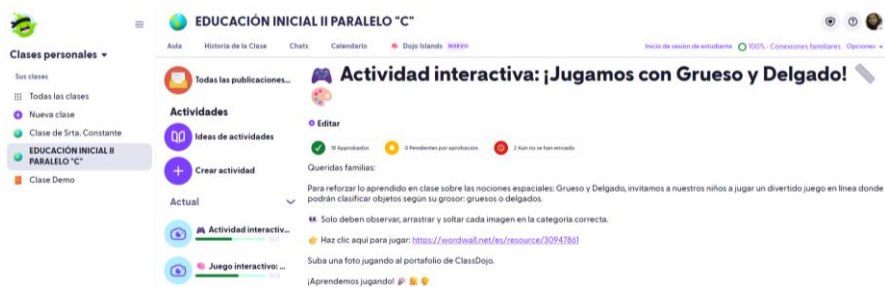 EDUCACIÓN INICIAL II PARALELO "C"
Clases personales
Aula Historia de la Clase Chats Calendario Dojo Islands NUEVO
Inicio de sesión de estudiante 100% - Conexiones familiares Opciones
Sus clases
Todas las clases
Nueva clase
Clase de Srta. Constante
EDUCACIÓN INICIAL II
PARALELO "C"
Clase Demo
Todas las publicaciones...
Actividades
Ideas de actividades
Crear actividad
Actual
Actividad interactiv...
Juego interactivo: ...
Actividad interactiva: ¡Jugamos con Grueso y Delgado!
Editar
19 Approbados 0 Pendientes por aprobación 2 Aun no se han enviado
Queridas familias:
Para reforzar lo aprendido en clase sobre las nociones espaciales: Grueso y Delgado, invitamos a nuestros niños a jugar un divertido juego en línea donde
podrán clasificar objetos según su grosor: gruesos o delgados.
Solo deben observar, arrastrar y soltar cada imagen en la categoría correcta.
Haz clic aquí para jugar: https://wordwall.net/es/resource/30947861
Suba una foto jugando al portafolio de ClassDojo.
¡Aprendemos jugando!